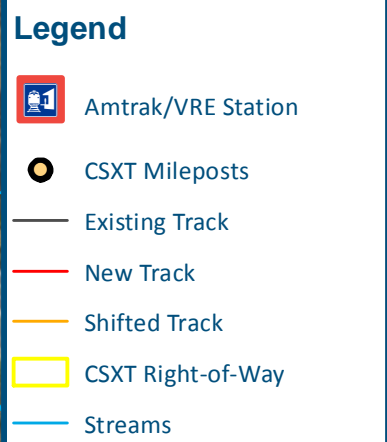 Legend
Amtrak/VRE Station
CSXT Mileposts
Existing Track
New Track
Shifted Track
CSXT Right-of-Way
Streams